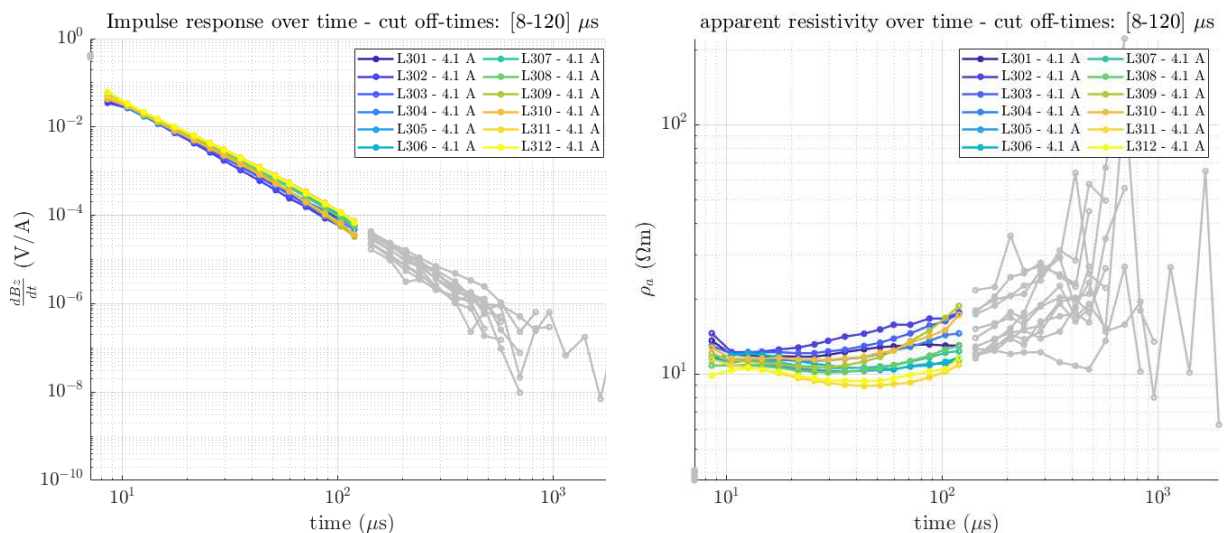 Impulse response over time - cut off-times: [8-120] μs
10^0
10^-2
10^-4
10^-6
10^-8
10^-10
dBz/dt (V/A)
L301 - 4.1 A
L302 - 4.1 A
L303 - 4.1 A
L304 - 4.1 A
L305 - 4.1 A
L306 - 4.1 A
L307 - 4.1 A
L308 - 4.1 A
L309 - 4.1 A
L310 - 4.1 A
L311 - 4.1 A
L312 - 4.1 A
10^1 10^2 10^3
time (μs)
apparent resistivity over time - cut off-times: [8-120] μs
10^2
10^1
ρ_a (Ωm)
L301 - 4.1 A
L302 - 4.1 A
L303 - 4.1 A
L304 - 4.1 A
L305 - 4.1 A
L306 - 4.1 A
L307 - 4.1 A
L308 - 4.1 A
L309 - 4.1 A
L310 - 4.1 A
L311 - 4.1 A
L312 - 4.1 A
10^1 10^2 10^3
time (μs)